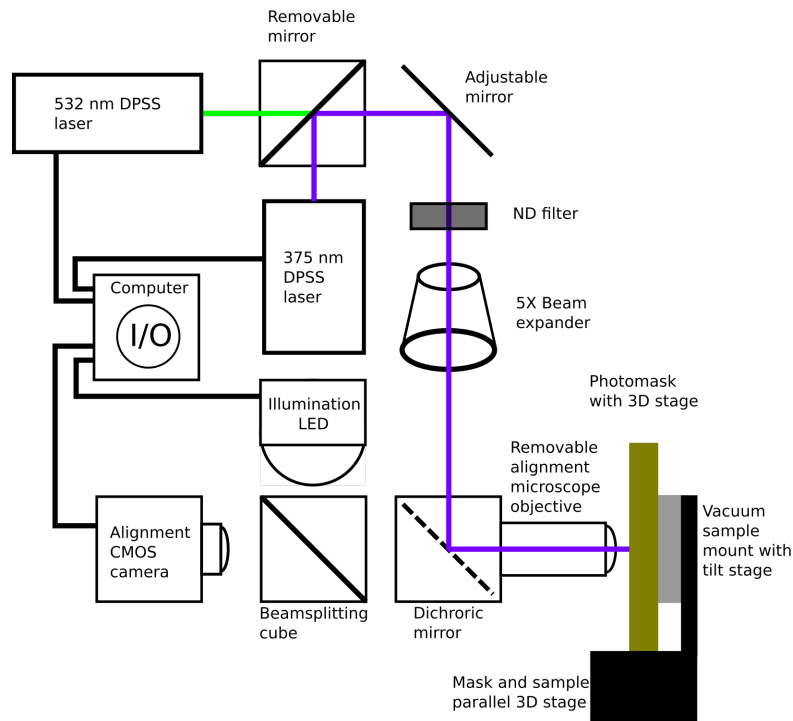 Removable
mirror
532 nm DPSS
laser
Adjustable
mirror
ND filter
375 nm
DPSS
laser
Computer
I/O
5X Beam
expander
Photomask
with 3D stage
Illumination
LED
Removable
alignment
microscope
objective
Alignment
CMOS
camera
Vacuum
sample
mount with
tilt stage
Beamsplitting
cube
Dichroric
mirror
Mask and sample
parallel 3D stage